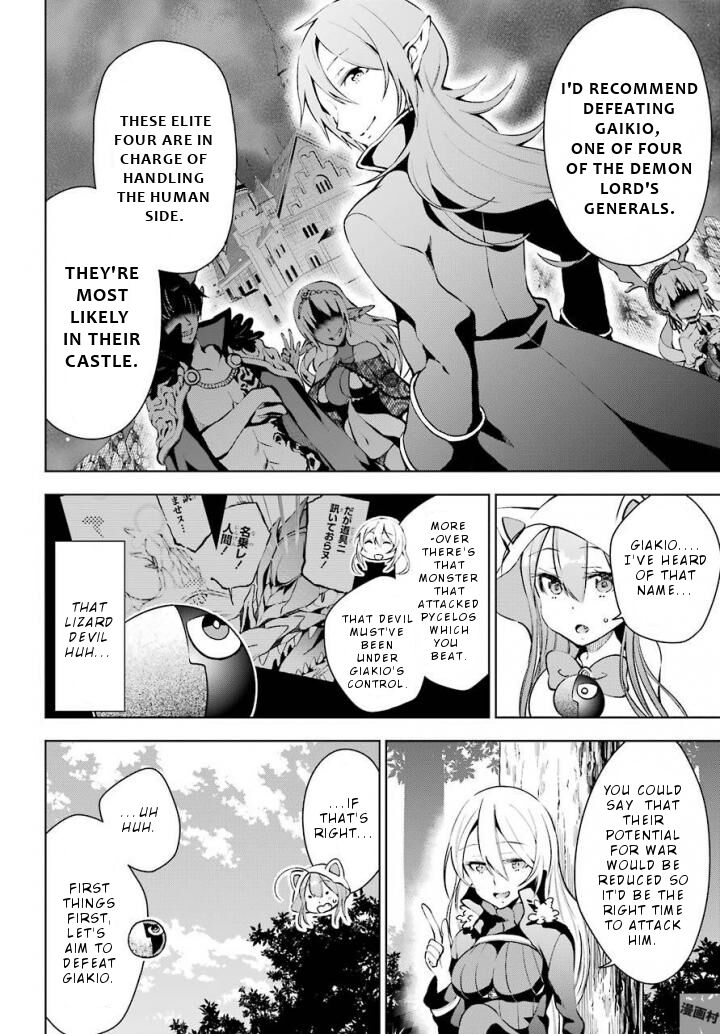 I'D RECOMMEND
DEFEATING
GAIKIO,
ONE OF FOUR
OF THE DEMON
LORD'S
GENERALS.
THESE ELITE
FOUR ARE IN
CHARGE OF
HANDLING
THE HUMAN
SIDE.
THEY'RE
MOST
LIKELY
IN THEIR
CASTLE.
GIAKIO....
I'VE HEARD
OF THAT
NAME...
MORE
-OVER
THERE'S
THAT
MONSTER
THAT
ATTACKED
PYCELOS
WHICH
YOU
BEAT.
THAT DEVIL
MUST'VE
BEEN
UNDER
GIAKIO'S
CONTROL.
だが道具ニ
訊いておらヌ!
名乗レ!
人間!
ませヌ…
THAT
LIZARD
DEVIL
HUH...
YOU COULD
SAY THAT
THEIR
POTENTIAL
FOR WAR
WOULD BE
REDUCED SO
IT'D BE THE
RIGHT TIME
TO ATTACK
HIM.
...IF
THAT'S
RIGHT...
...UH
HUH.
FIRST
THINGS
FIRST,
LET'S
AIM TO
DEFEAT
GIAKIO.
漫画村